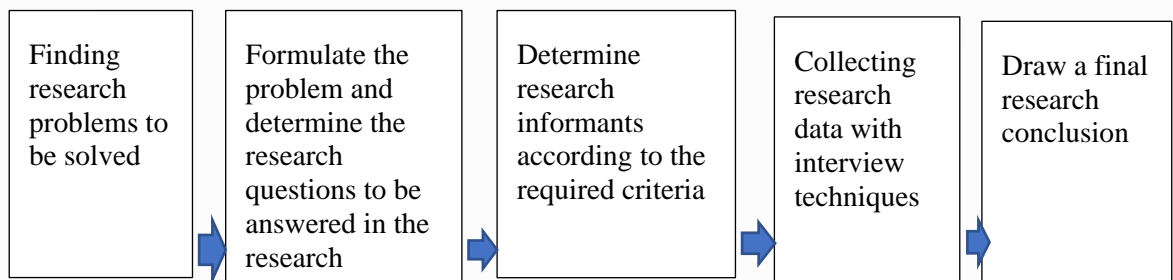 Finding
research
problems to
be solved
Formulate the
problem and
determine the
research
questions to be
answered in the
research
Determine
research
informants
according to the
required criteria
Collecting
research
data with
interview
techniques
Draw a final
research
conclusion